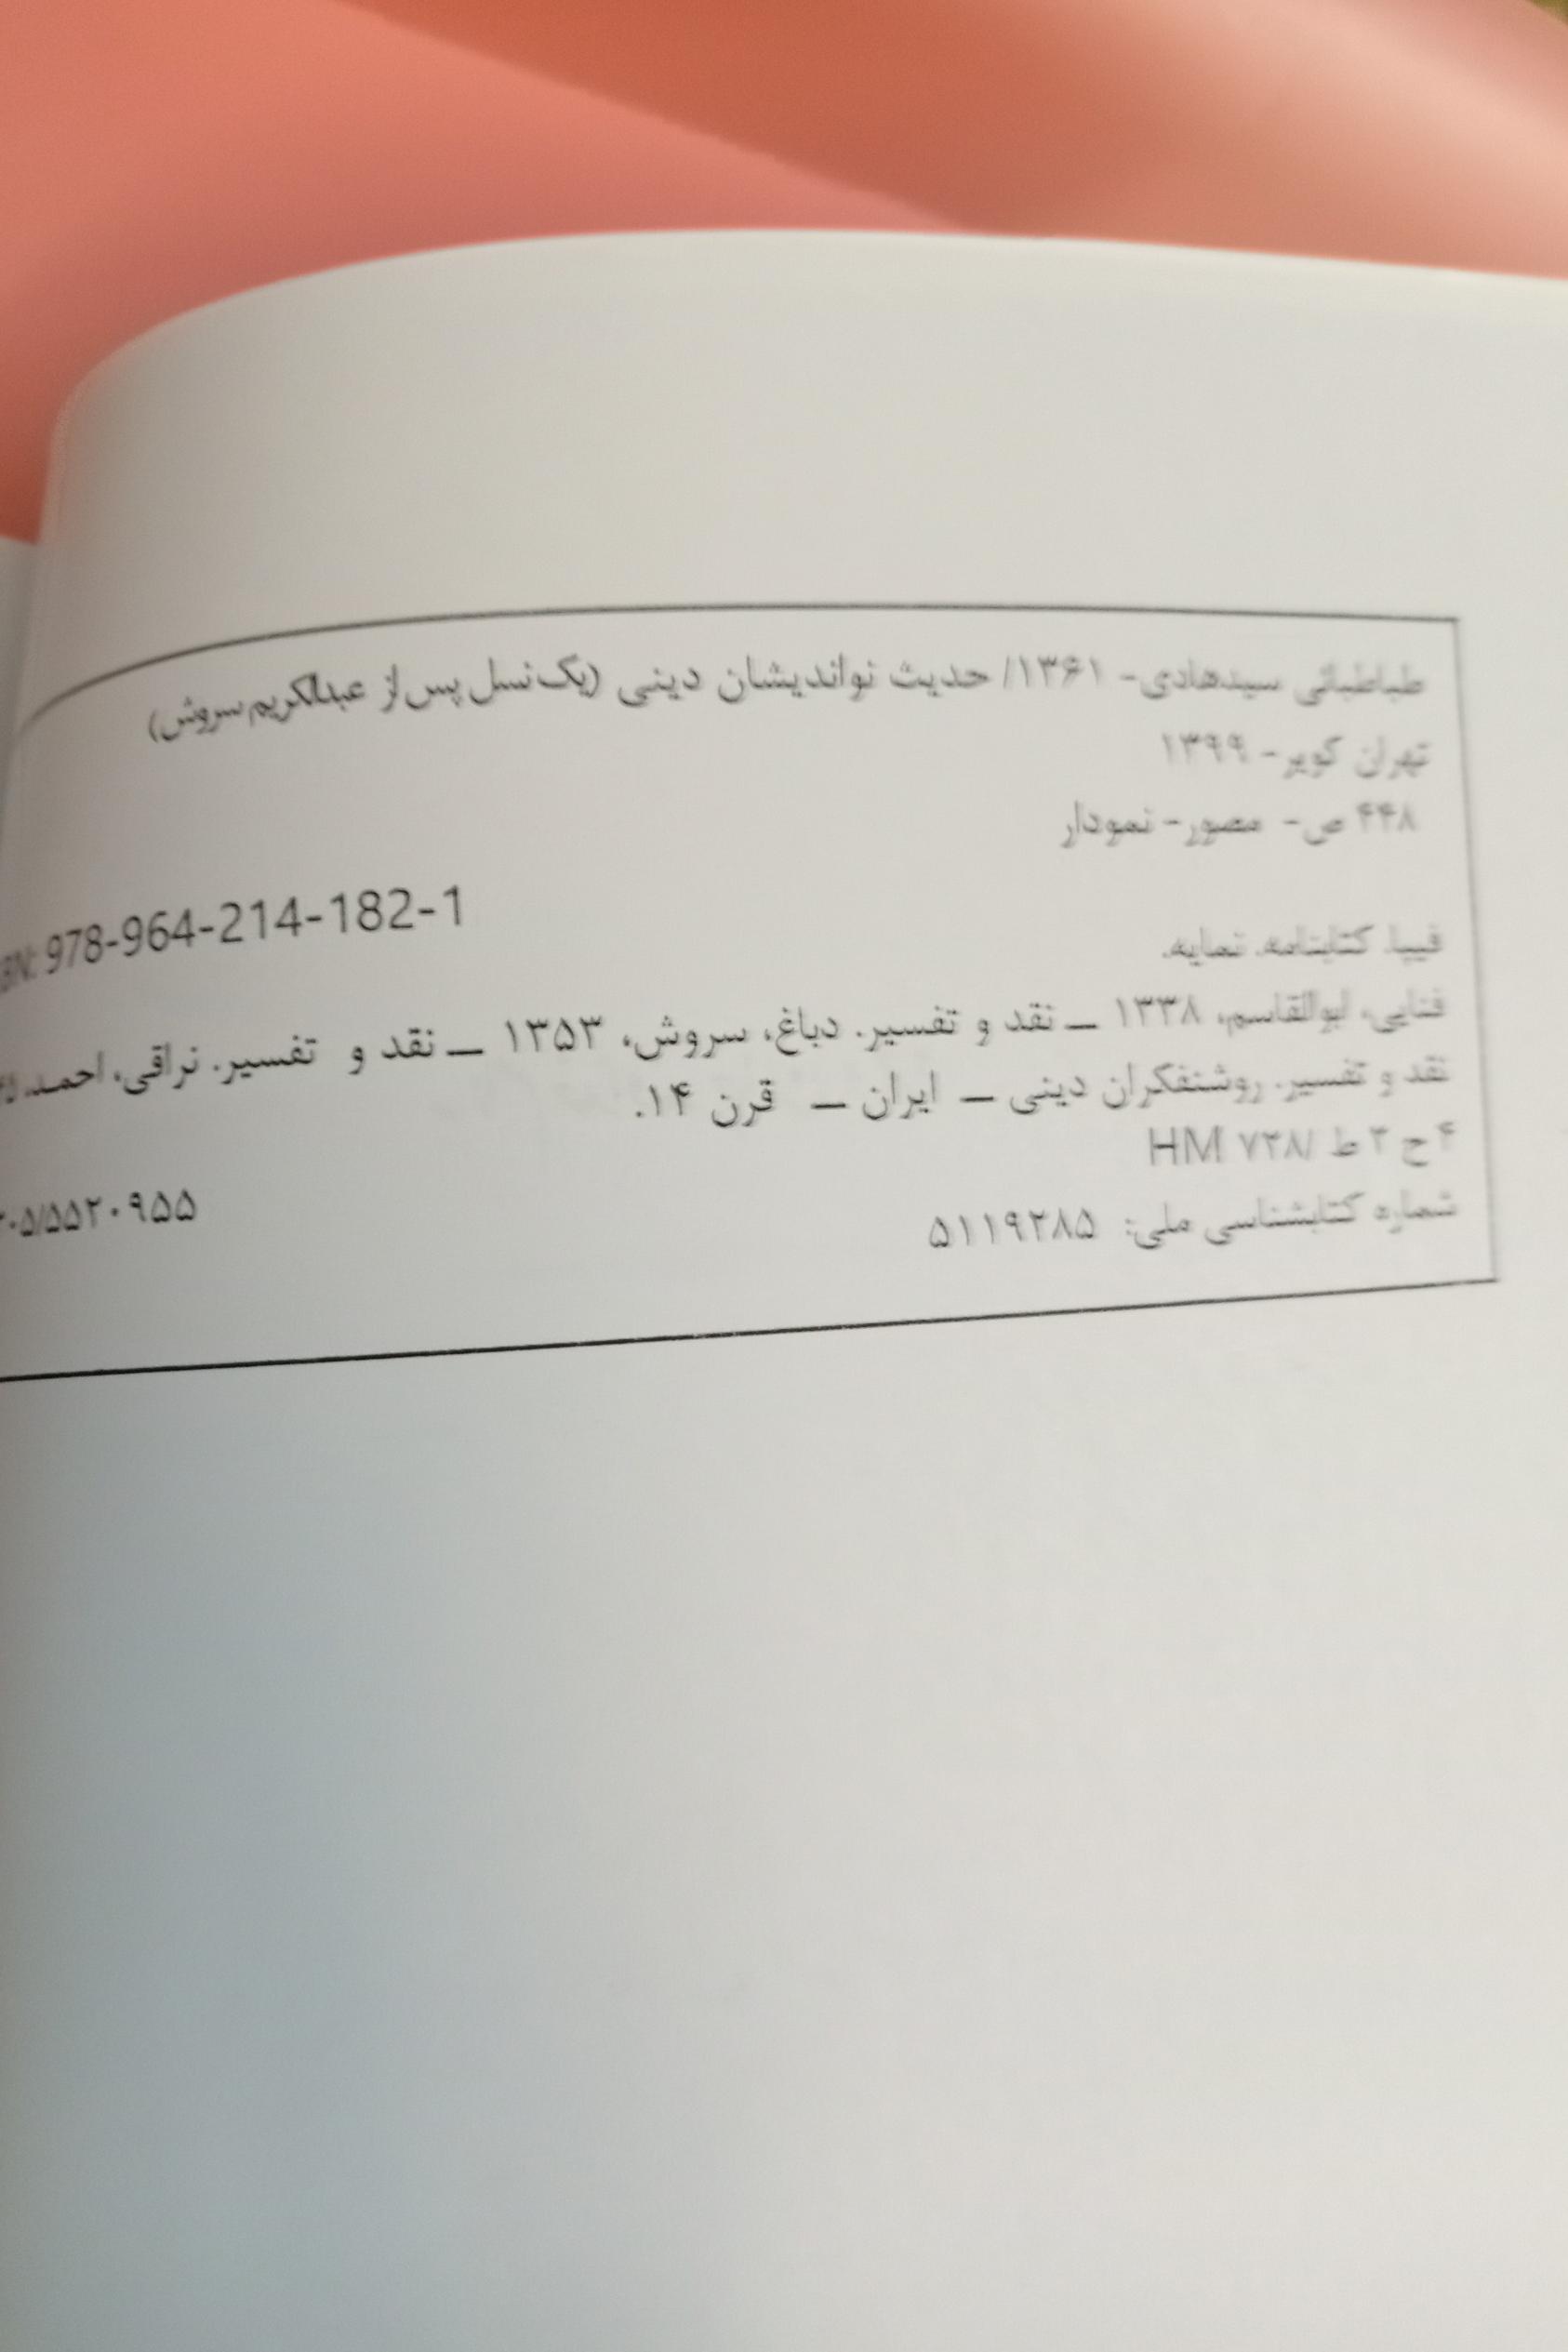 طباطبائی سیدهادی- ۱۳۶۱/ حدیث نواندیشان دینی (یک نسل پس از عبدالکریم سروش)
تهران کویر- ۱۳۹۹
۴۴۸ ص- مصور- نمودار
978-964-214-182-1
فیپا. کتابنامه. نمایه.
فنایی، ابوالقاسم، ۱۳۳۸ ــ نقد و تفسیر. دباغ، سروش، ۱۳۵۳ ــ نقد و تفسیر. نراقی، احمد،
نقد و تفسیر. روشنفکران دینی ــ ایران ــ قرن ۱۴.
۴ ح ۲ ط /HM ۷۲۸
شماره کتابشناسی ملی: ۵۱۱۹۲۸۵
۰۵/۵۵۲۰۹۵۵